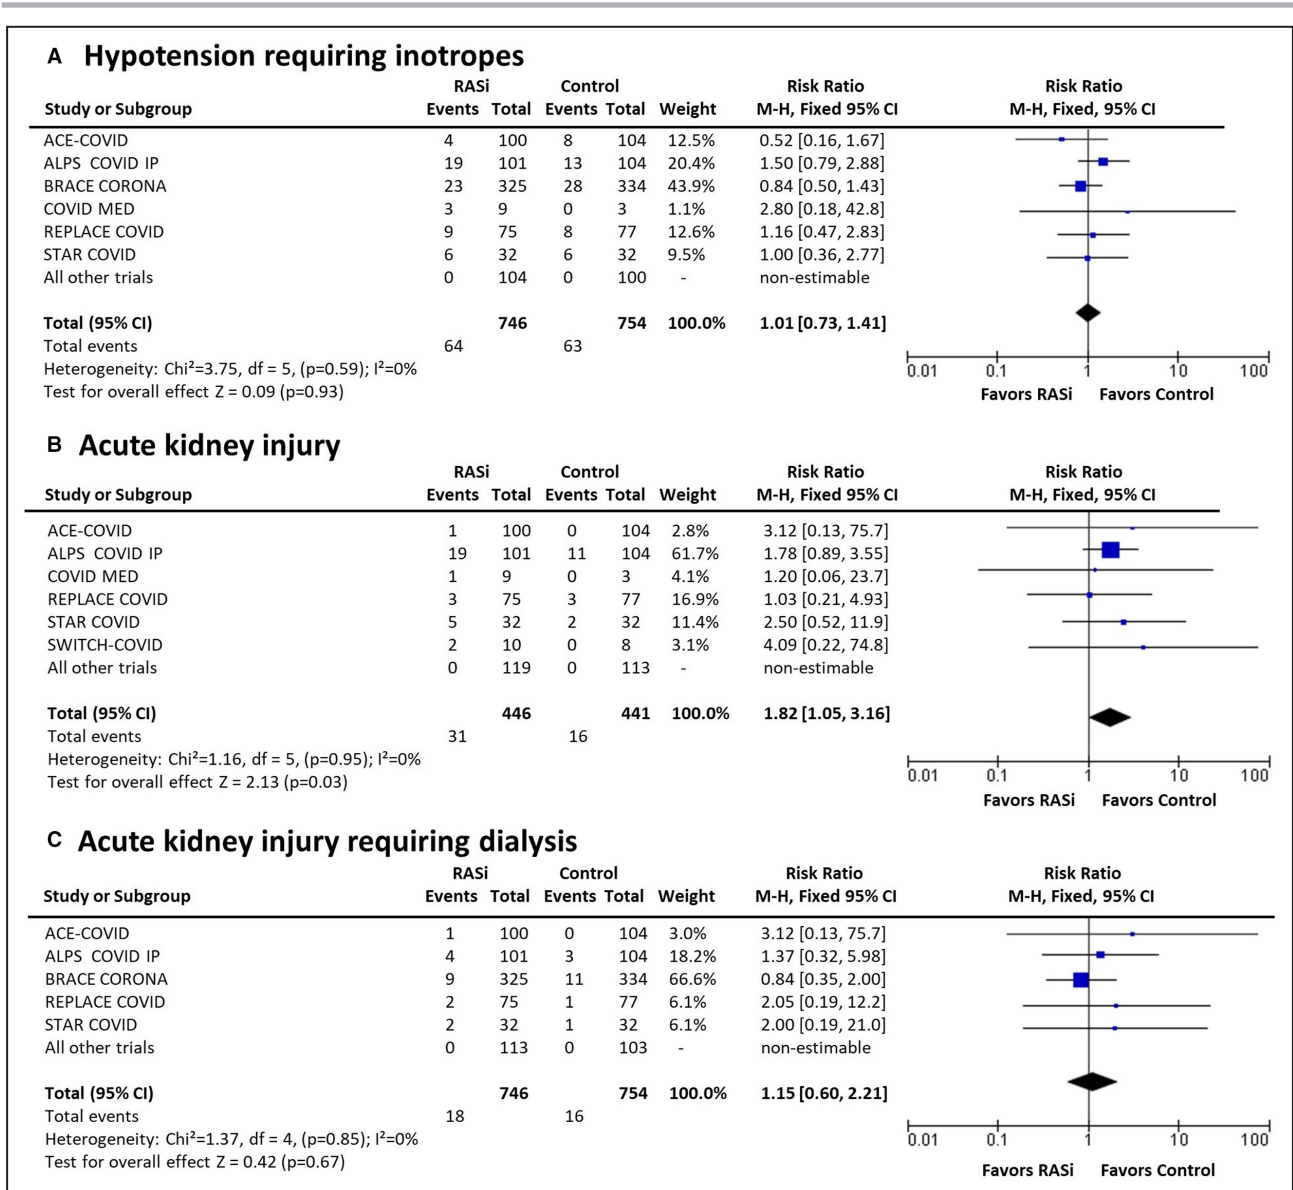 A Hypotension requiring inotropes
RASi Control Risk Ratio Risk Ratio
Study or Subgroup Events Total Events Total Weight M-H, Fixed 95% CI M-H, Fixed, 95% CI
ACE-COVID 4 100 8 104 12.5% 0.52 [0.16, 1.67]
ALPS COVID IP 19 101 13 104 20.4% 1.50 [0.79, 2.88]
BRACE CORONA 23 325 28 334 43.9% 0.84 [0.50, 1.43]
COVID MED 3 9 0 3 1.1% 2.80 [0.18, 42.8]
REPLACE COVID 9 75 8 77 12.6% 1.16 [0.47, 2.83]
STAR COVID 6 32 6 32 9.5% 1.00 [0.36, 2.77]
All other trials 0 104 0 100 - non-estimable
Total (95% CI) 746 754 100.0% 1.01 [0.73, 1.41]
Total events 64 63
Heterogeneity: Chi²=3.75, df = 5, (p=0.59); I²=0%
0.01 0.1 1 10 100
Test for overall effect Z = 0.09 (p=0.93)
Favors RASi Favors Control
B Acute kidney injury
RASi Control Risk Ratio Risk Ratio
Study or Subgroup Events Total Events Total Weight M-H, Fixed 95% CI M-H, Fixed, 95% CI
ACE-COVID 1 100 0 104 2.8% 3.12 [0.13, 75.7]
ALPS COVID IP 19 101 11 104 61.7% 1.78 [0.89, 3.55]
COVID MED 1 9 0 3 4.1% 1.20 [0.06, 23.7]
REPLACE COVID 3 75 3 77 16.9% 1.03 [0.21, 4.93]
STAR COVID 5 32 2 32 11.4% 2.50 [0.52, 11.9]
SWITCH-COVID 2 10 0 8 3.1% 4.09 [0.22, 74.8]
All other trials 0 119 0 113 - non-estimable
Total (95% CI) 446 441 100.0% 1.82 [1.05, 3.16]
Total events 31 16
Heterogeneity: Chi²=1.16, df = 5, (p=0.95); I²=0%
0.01 0.1 1 10 100
Test for overall effect Z = 2.13 (p=0.03)
Favors RASi Favors Control
C Acute kidney injury requiring dialysis
RASi Control Risk Ratio Risk Ratio
Study or Subgroup Events Total Events Total Weight M-H, Fixed 95% CI M-H, Fixed, 95% CI
ACE-COVID 1 100 0 104 3.0% 3.12 [0.13, 75.7]
ALPS COVID IP 4 101 3 104 18.2% 1.37 [0.32, 5.98]
BRACE CORONA 9 325 11 334 66.6% 0.84 [0.35, 2.00]
REPLACE COVID 2 75 1 77 6.1% 2.05 [0.19, 12.2]
STAR COVID 2 32 1 32 6.1% 2.00 [0.19, 21.0]
All other trials 0 113 0 103 - non-estimable
Total (95% CI) 746 754 100.0% 1.15 [0.60, 2.21]
Total events 18 16
Heterogeneity: Chi²=1.37, df = 4, (p=0.85); I²=0%
0.01 0.1 1 10 100
Test for overall effect Z = 0.42 (p=0.67)
Favors RASi Favors Control